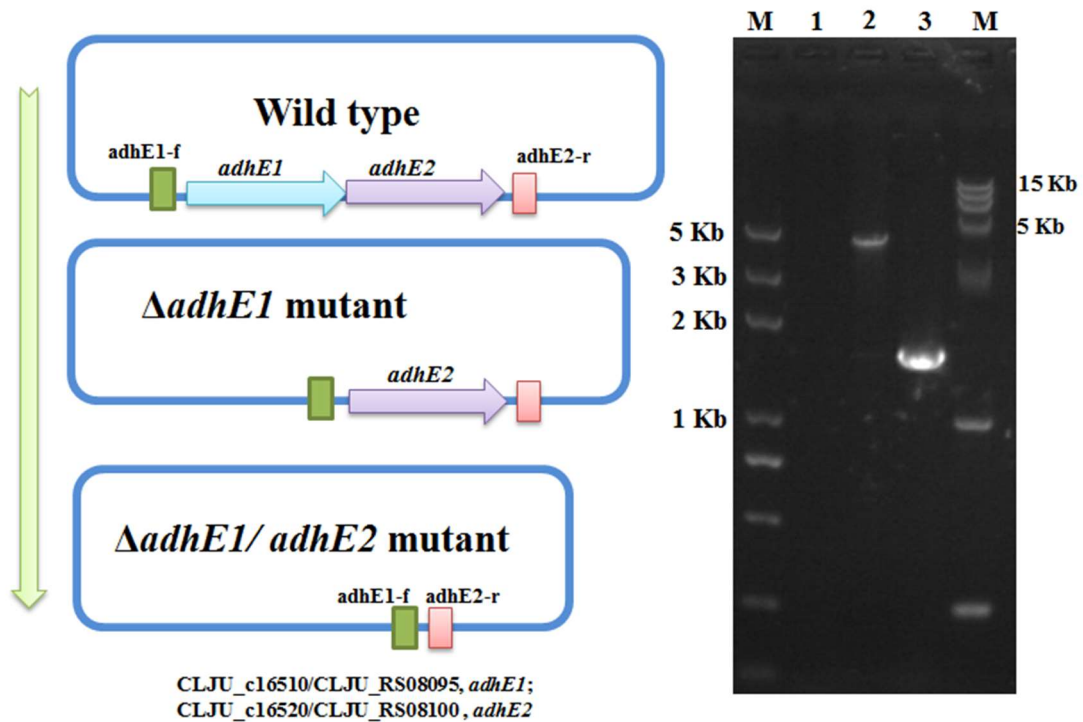 M 1 2 3 M
Wild type
adhE1-f
adhE1
adhE2
adhE2-r
15 Kb
5 Kb
5 Kb
3 Kb
2 Kb
1 Kb
ΔadhE1 mutant
adhE2
ΔadhE1/ adhE2 mutant
adhE1-f adhE2-r
CLJU_c16510/CLJU_RS08095, adhE1;
CLJU_c16520/CLJU_RS08100 , adhE2